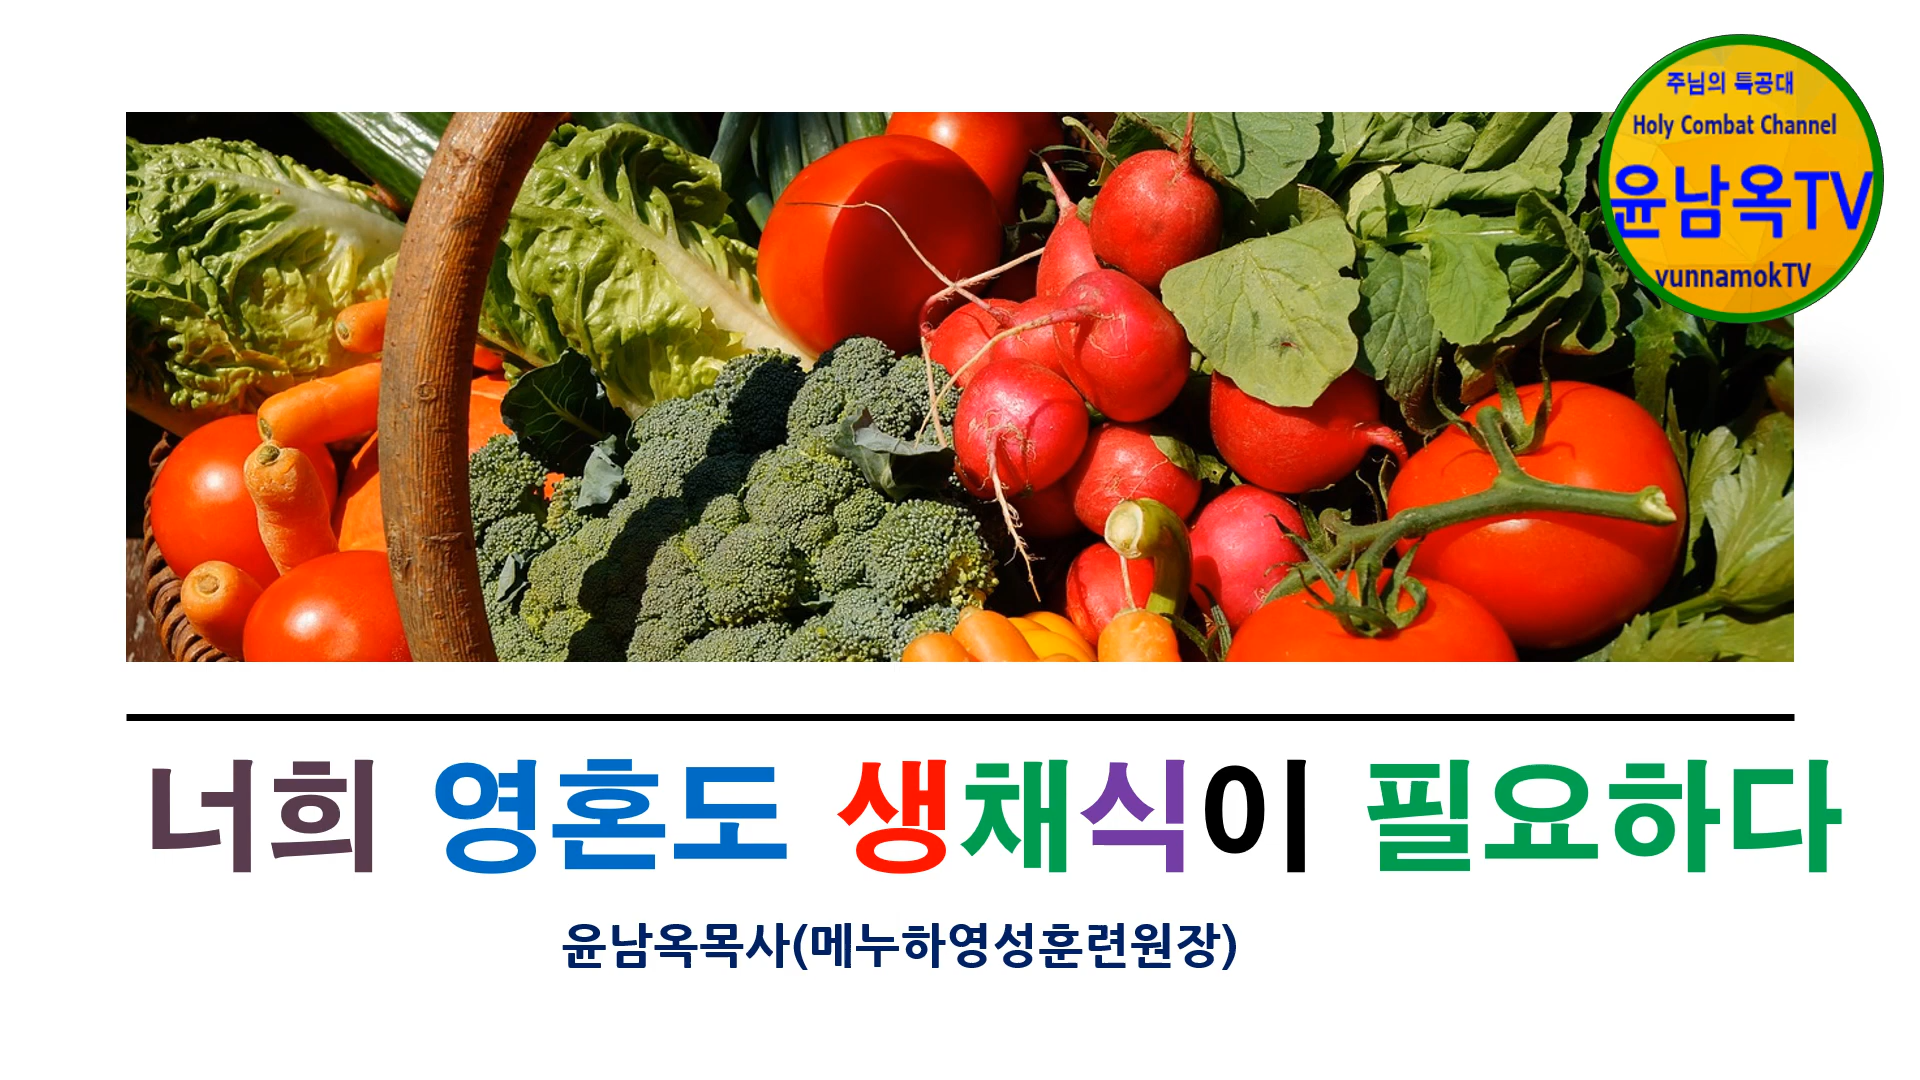 주님의 특공대
Holy Combat Channel
윤남옥TV
yunnamokTV
너희 영혼도 생채식이 필요하다
윤남옥목사(메누하영성훈련원장)